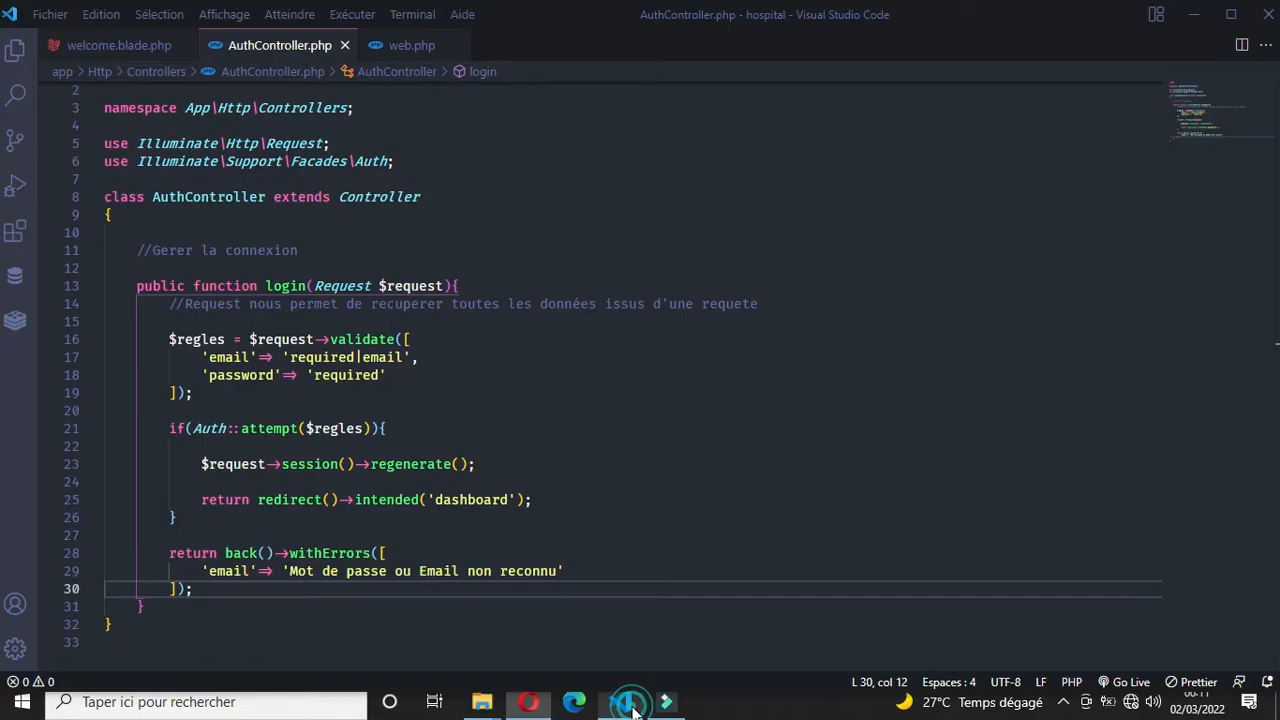 Fichier Edition Sélection Affichage Atteindre Exécuter Terminal Aide AuthController.php - hospital - Visual Studio Code
welcome.blade.php AuthController.php web.php
app > Http > Controllers > AuthController.php > AuthController > login
2
3 namespace App\Http\Controllers;
4
5 use Illuminate\Http\Request;
6 use Illuminate\Support\Facades\Auth;
7
8 class AuthController extends Controller
9 {
10
11 //Gerer la connexion
12
13 public function login(Request $request){
14 //Request nous permet de recuperer toutes les données issus d'une requete
15
16 $regles = $request->validate([
17 'email'=> 'required|email',
18 'password'=> 'required'
19 ]);
20
21 if(Auth::attempt($regles)){
22
23 $request->session()->regenerate();
24
25 return redirect()->intended('dashboard');
26 }
27
28 return back()->withErrors([
29 'email'=> 'Mot de passe ou Email non reconnu'
30 ]);
31 }
32 }
33
0 0 L 30, col 12 Espaces : 4 UTF-8 LF PHP Go Live Prettier
Taper ici pour rechercher 27°C Temps dégagé 00:11
02/03/2022